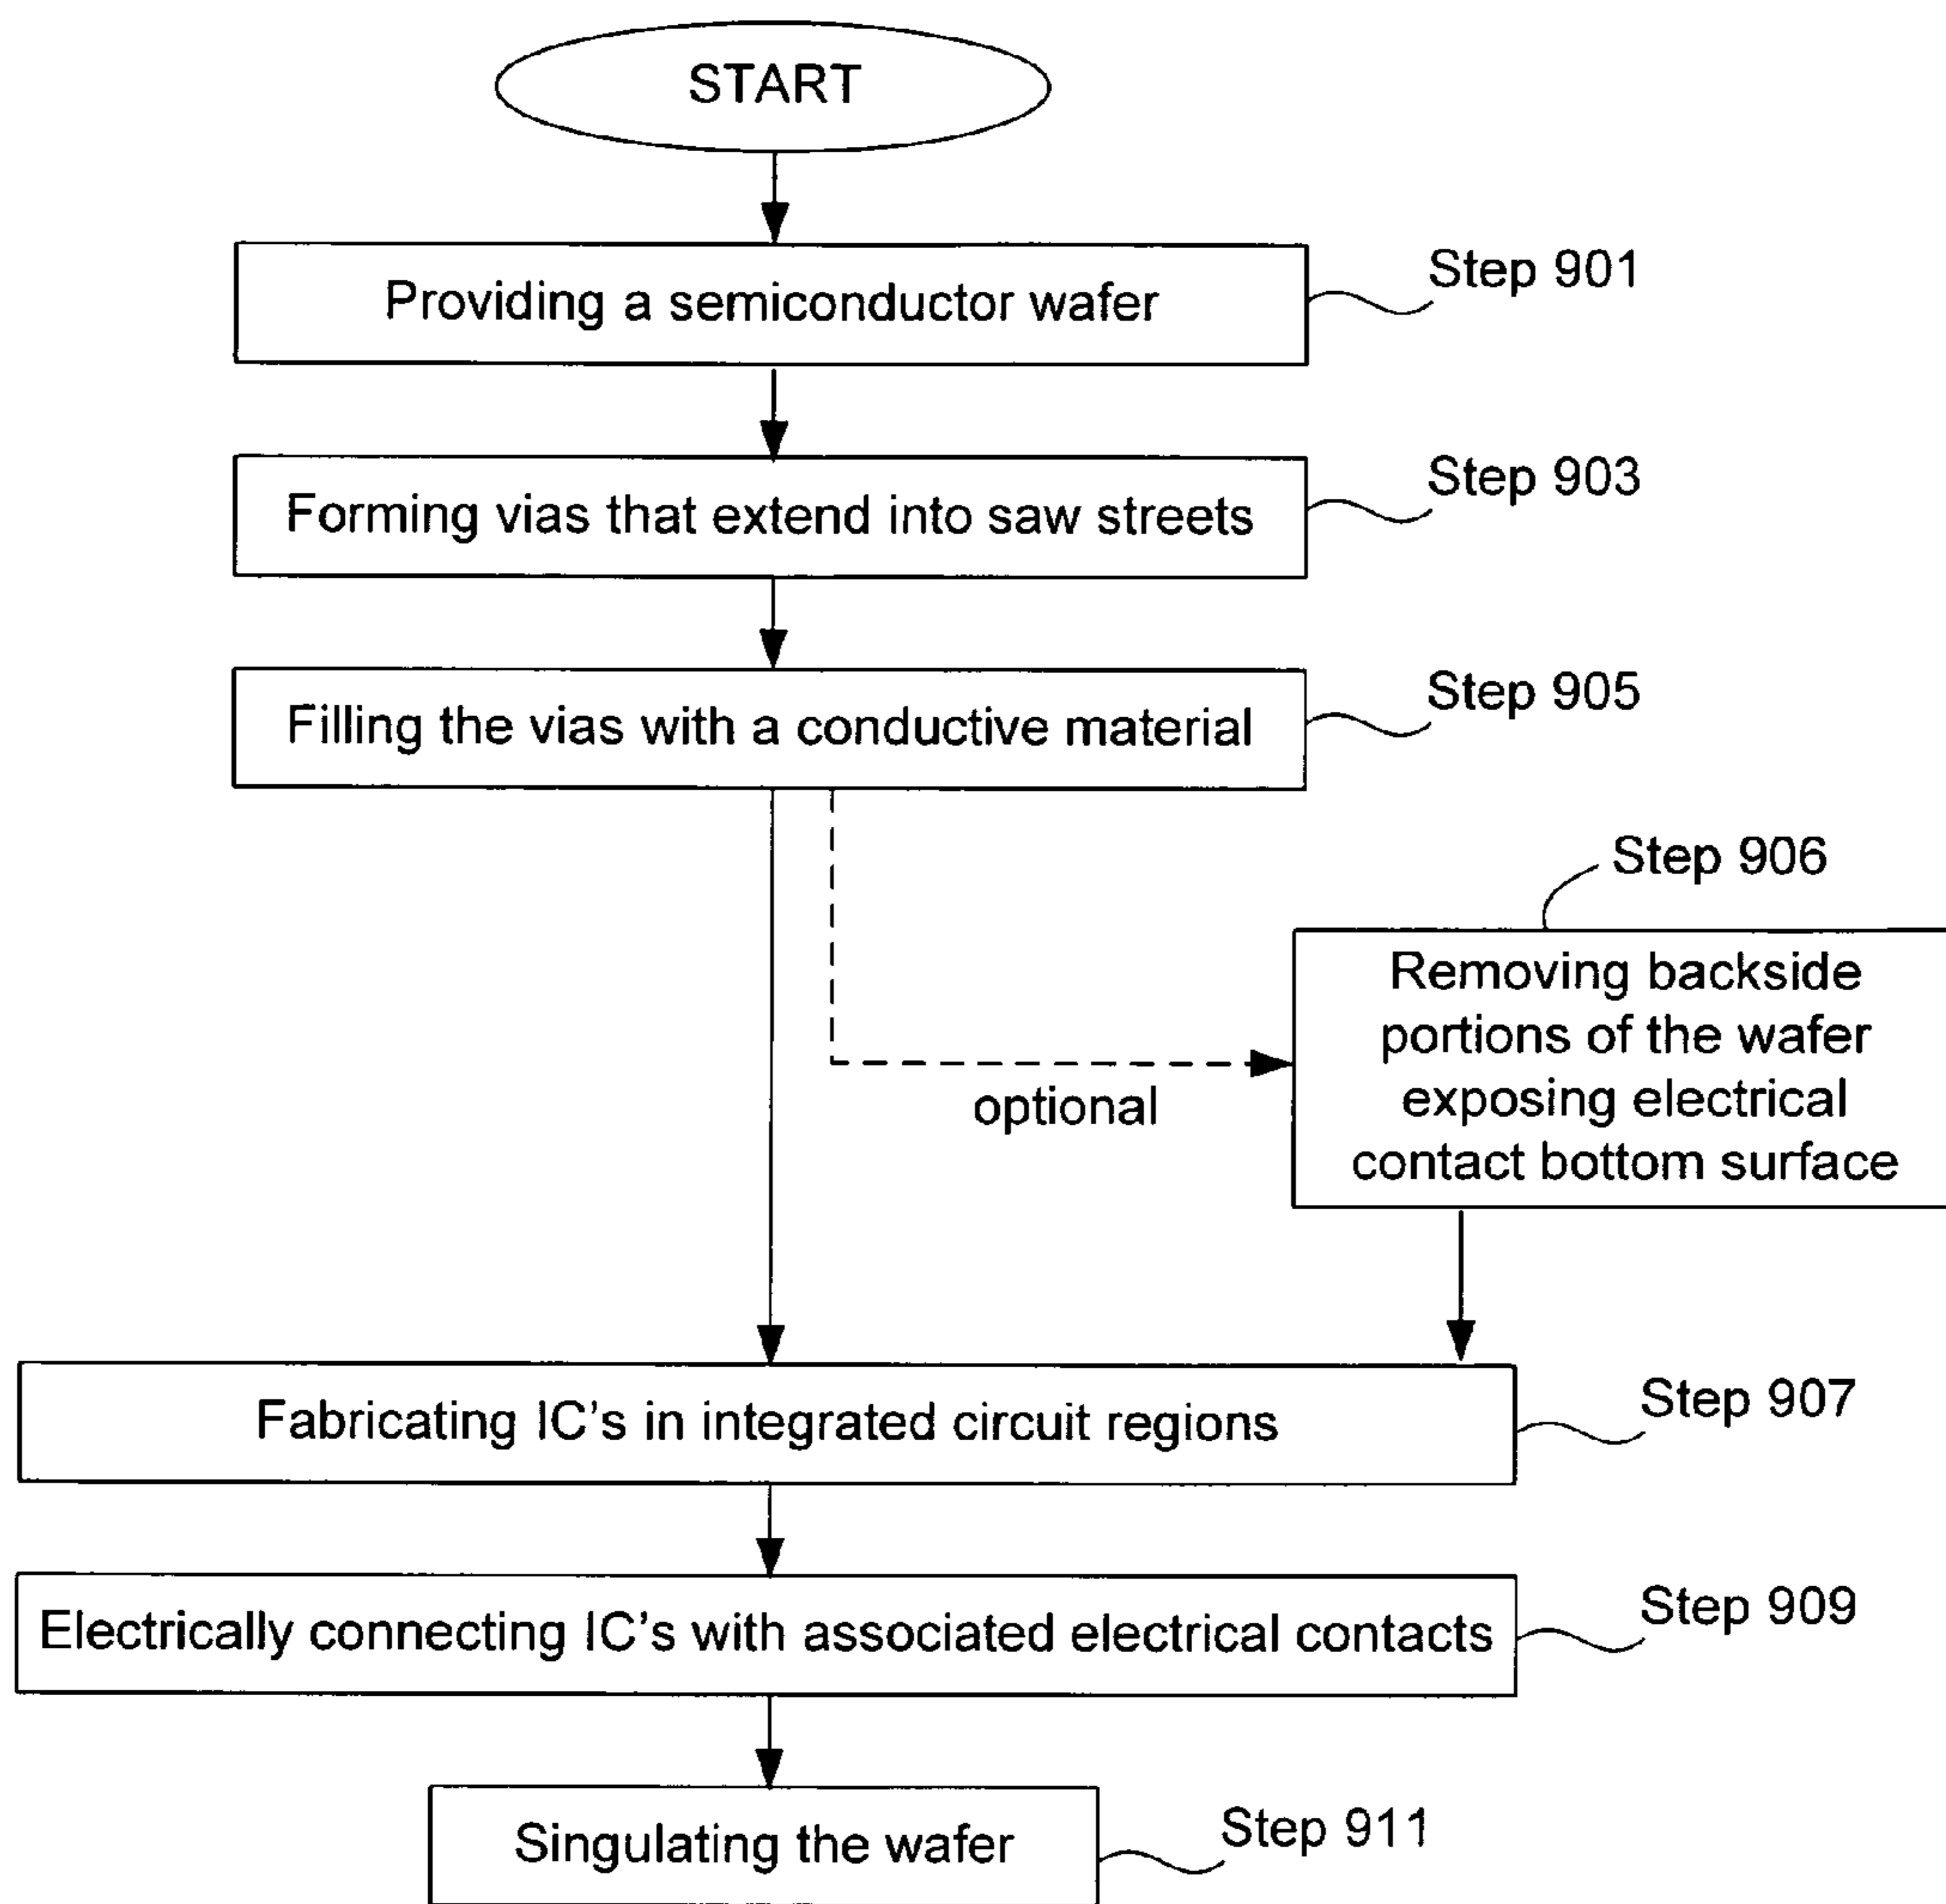 START
Providing a semiconductor wafer
Step 901
Forming vias that extend into saw streets
Step 903
Filling the vias with a conductive material
Step 905
Step 906
Removing backside
portions of the wafer
exposing electrical
contact bottom surface
optional
Fabricating IC's in integrated circuit regions
Step 907
Electrically connecting IC's with associated electrical contacts
Step 909
Singulating the wafer
Step 911